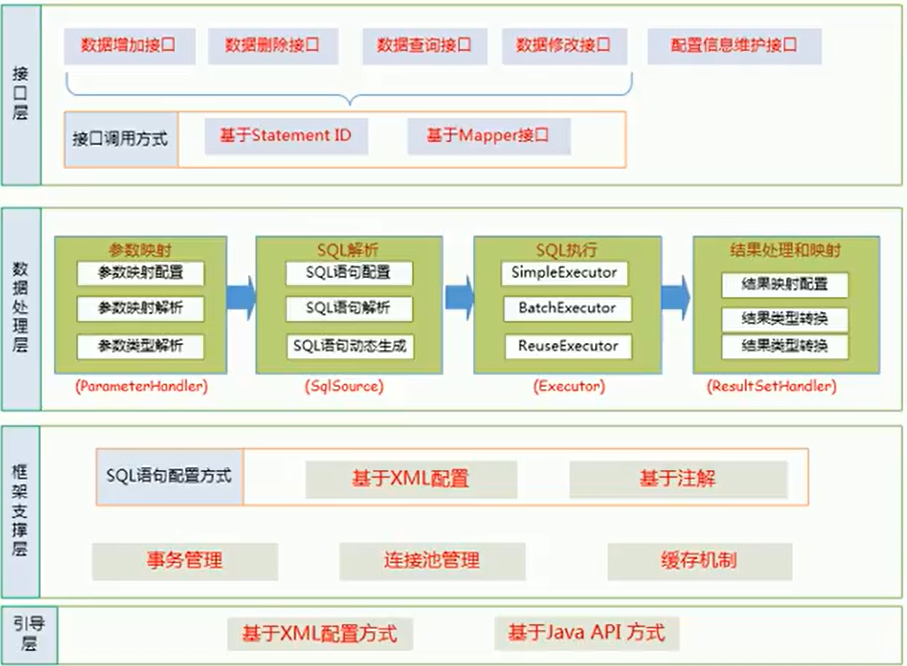 接口层
数据增加接口 数据删除接口 数据查询接口 数据修改接口 配置信息维护接口
接口调用方式 基于Statement ID 基于Mapper接口
数据处理层
参数映射
参数映射配置
参数映射解析
参数类型解析
(ParameterHandler)
SQL解析
SQL语句配置
SQL语句解析
SQL语句动态生成
(SqlSource)
SQL执行
SimpleExecutor
BatchExecutor
ReuseExecutor
(Executor)
结果处理和映射
结果映射配置
结果类型转换
结果类型转换
(ResultSetHandler)
框架支撑层
SQL语句配置方式 基于XML配置 基于注解
事务管理 连接池管理 缓存机制
引导层
基于XML配置方式 基于Java API 方式